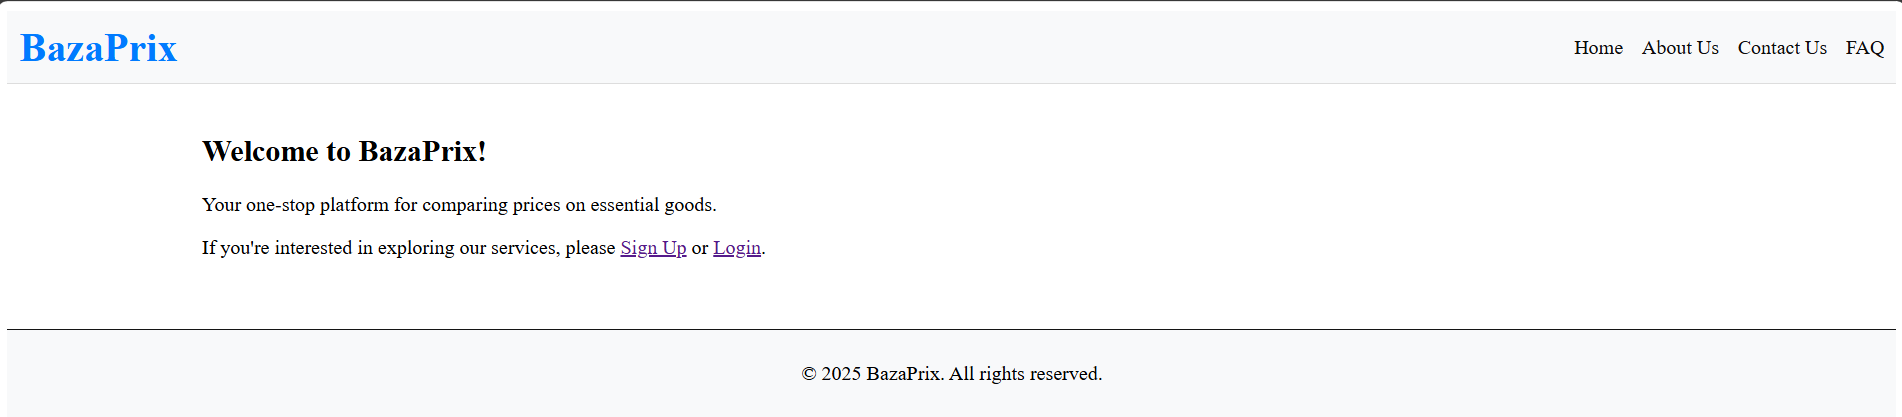 BazaPrix
Home About Us Contact Us FAQ
Welcome to BazaPrix!
Your one-stop platform for comparing prices on essential goods.
If you're interested in exploring our services, please Sign Up or Login.
© 2025 BazaPrix. All rights reserved.